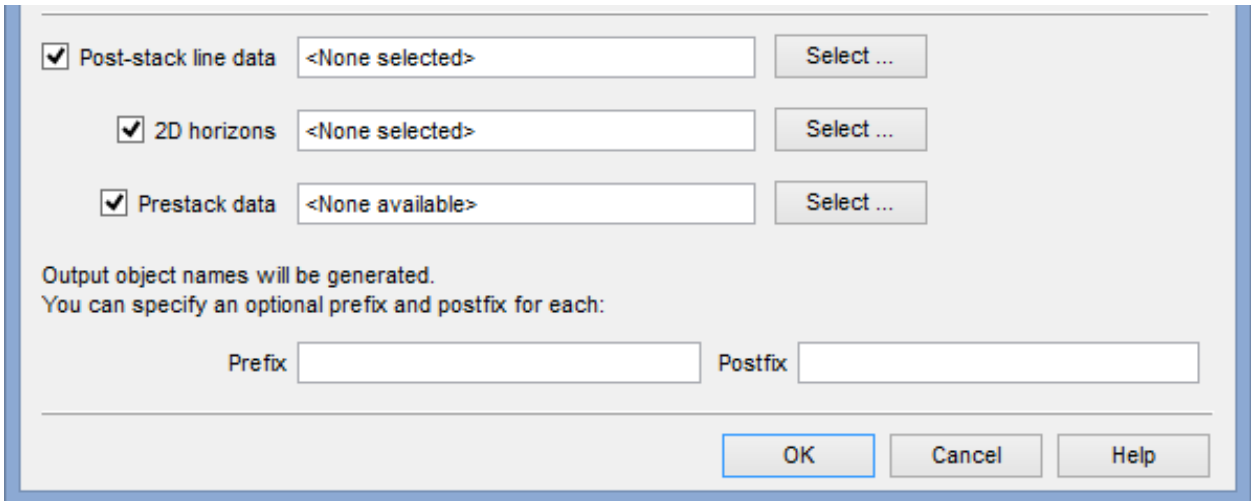 Post-stack line data <None selected> Select ...
2D horizons <None selected> Select ...
Prestack data <None available> Select ...
Output object names will be generated.
You can specify an optional prefix and postfix for each:
Prefix Postfix
OK Cancel Help